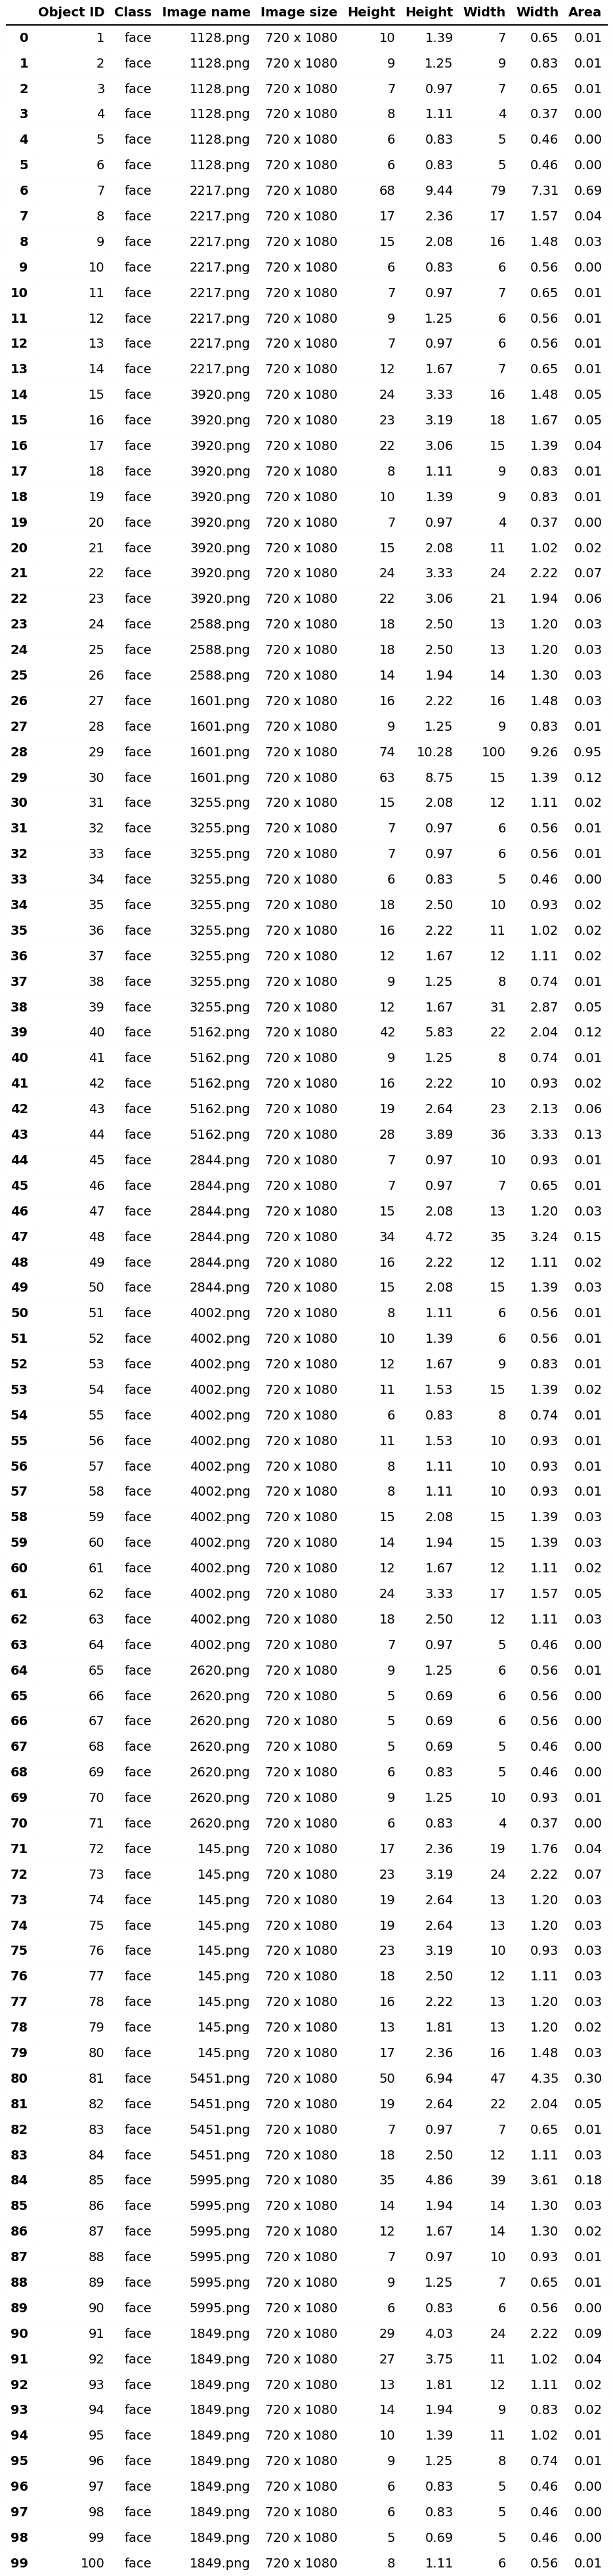 Object ID Class Image name Image size Height Height Width Width Area
0 1 face 1128.png 720 x 1080 10 1.39 7 0.65 0.01
1 2 face 1128.png 720 x 1080 9 1.25 9 0.83 0.01
2 3 face 1128.png 720 x 1080 7 0.97 7 0.65 0.01
3 4 face 1128.png 720 x 1080 8 1.11 4 0.37 0.00
4 5 face 1128.png 720 x 1080 6 0.83 5 0.46 0.00
5 6 face 1128.png 720 x 1080 6 0.83 5 0.46 0.00
6 7 face 2217.png 720 x 1080 68 9.44 79 7.31 0.69
7 8 face 2217.png 720 x 1080 17 2.36 17 1.57 0.04
8 9 face 2217.png 720 x 1080 15 2.08 16 1.48 0.03
9 10 face 2217.png 720 x 1080 6 0.83 6 0.56 0.00
10 11 face 2217.png 720 x 1080 7 0.97 7 0.65 0.01
11 12 face 2217.png 720 x 1080 9 1.25 6 0.56 0.01
12 13 face 2217.png 720 x 1080 7 0.97 6 0.56 0.01
13 14 face 2217.png 720 x 1080 12 1.67 7 0.65 0.01
14 15 face 3920.png 720 x 1080 24 3.33 16 1.48 0.05
15 16 face 3920.png 720 x 1080 23 3.19 18 1.67 0.05
16 17 face 3920.png 720 x 1080 22 3.06 15 1.39 0.04
17 18 face 3920.png 720 x 1080 8 1.11 9 0.83 0.01
18 19 face 3920.png 720 x 1080 10 1.39 9 0.83 0.01
19 20 face 3920.png 720 x 1080 7 0.97 4 0.37 0.00
20 21 face 3920.png 720 x 1080 15 2.08 11 1.02 0.02
21 22 face 3920.png 720 x 1080 24 3.33 24 2.22 0.07
22 23 face 3920.png 720 x 1080 22 3.06 21 1.94 0.06
23 24 face 2588.png 720 x 1080 18 2.50 13 1.20 0.03
24 25 face 2588.png 720 x 1080 18 2.50 13 1.20 0.03
25 26 face 2588.png 720 x 1080 14 1.94 14 1.30 0.03
26 27 face 1601.png 720 x 1080 16 2.22 16 1.48 0.03
27 28 face 1601.png 720 x 1080 9 1.25 9 0.83 0.01
28 29 face 1601.png 720 x 1080 74 10.28 100 9.26 0.95
29 30 face 1601.png 720 x 1080 63 8.75 15 1.39 0.12
30 31 face 3255.png 720 x 1080 15 2.08 12 1.11 0.02
31 32 face 3255.png 720 x 1080 7 0.97 6 0.56 0.01
32 33 face 3255.png 720 x 1080 7 0.97 6 0.56 0.01
33 34 face 3255.png 720 x 1080 6 0.83 5 0.46 0.00
34 35 face 3255.png 720 x 1080 18 2.50 10 0.93 0.02
35 36 face 3255.png 720 x 1080 16 2.22 11 1.02 0.02
36 37 face 3255.png 720 x 1080 12 1.67 12 1.11 0.02
37 38 face 3255.png 720 x 1080 9 1.25 8 0.74 0.01
38 39 face 3255.png 720 x 1080 12 1.67 31 2.87 0.05
39 40 face 5162.png 720 x 1080 42 5.83 22 2.04 0.12
40 41 face 5162.png 720 x 1080 9 1.25 8 0.74 0.01
41 42 face 5162.png 720 x 1080 16 2.22 10 0.93 0.02
42 43 face 5162.png 720 x 1080 19 2.64 23 2.13 0.06
43 44 face 5162.png 720 x 1080 28 3.89 36 3.33 0.13
44 45 face 2844.png 720 x 1080 7 0.97 10 0.93 0.01
45 46 face 2844.png 720 x 1080 7 0.97 7 0.65 0.01
46 47 face 2844.png 720 x 1080 15 2.08 13 1.20 0.03
47 48 face 2844.png 720 x 1080 34 4.72 35 3.24 0.15
48 49 face 2844.png 720 x 1080 16 2.22 12 1.11 0.02
49 50 face 2844.png 720 x 1080 15 2.08 15 1.39 0.03
50 51 face 4002.png 720 x 1080 8 1.11 6 0.56 0.01
51 52 face 4002.png 720 x 1080 10 1.39 6 0.56 0.01
52 53 face 4002.png 720 x 1080 12 1.67 9 0.83 0.01
53 54 face 4002.png 720 x 1080 11 1.53 15 1.39 0.02
54 55 face 4002.png 720 x 1080 6 0.83 8 0.74 0.01
55 56 face 4002.png 720 x 1080 11 1.53 10 0.93 0.01
56 57 face 4002.png 720 x 1080 8 1.11 10 0.93 0.01
57 58 face 4002.png 720 x 1080 8 1.11 10 0.93 0.01
58 59 face 4002.png 720 x 1080 15 2.08 15 1.39 0.03
59 60 face 4002.png 720 x 1080 14 1.94 15 1.39 0.03
60 61 face 4002.png 720 x 1080 12 1.67 12 1.11 0.02
61 62 face 4002.png 720 x 1080 24 3.33 17 1.57 0.05
62 63 face 4002.png 720 x 1080 18 2.50 12 1.11 0.03
63 64 face 4002.png 720 x 1080 7 0.97 5 0.46 0.00
64 65 face 2620.png 720 x 1080 9 1.25 6 0.56 0.01
65 66 face 2620.png 720 x 1080 5 0.69 6 0.56 0.00
66 67 face 2620.png 720 x 1080 5 0.69 6 0.56 0.00
67 68 face 2620.png 720 x 1080 5 0.69 5 0.46 0.00
68 69 face 2620.png 720 x 1080 6 0.83 5 0.46 0.00
69 70 face 2620.png 720 x 1080 9 1.25 10 0.93 0.01
70 71 face 2620.png 720 x 1080 6 0.83 4 0.37 0.00
71 72 face 145.png 720 x 1080 17 2.36 19 1.76 0.04
72 73 face 145.png 720 x 1080 23 3.19 24 2.22 0.07
73 74 face 145.png 720 x 1080 19 2.64 13 1.20 0.03
74 75 face 145.png 720 x 1080 19 2.64 13 1.20 0.03
75 76 face 145.png 720 x 1080 23 3.19 10 0.93 0.03
76 77 face 145.png 720 x 1080 18 2.50 12 1.11 0.03
77 78 face 145.png 720 x 1080 16 2.22 13 1.20 0.03
78 79 face 145.png 720 x 1080 13 1.81 13 1.20 0.02
79 80 face 145.png 720 x 1080 17 2.36 16 1.48 0.03
80 81 face 5451.png 720 x 1080 50 6.94 47 4.35 0.30
81 82 face 5451.png 720 x 1080 19 2.64 22 2.04 0.05
82 83 face 5451.png 720 x 1080 7 0.97 7 0.65 0.01
83 84 face 5451.png 720 x 1080 18 2.50 12 1.11 0.03
84 85 face 5995.png 720 x 1080 35 4.86 39 3.61 0.18
85 86 face 5995.png 720 x 1080 14 1.94 14 1.30 0.03
86 87 face 5995.png 720 x 1080 12 1.67 14 1.30 0.02
87 88 face 5995.png 720 x 1080 7 0.97 10 0.93 0.01
88 89 face 5995.png 720 x 1080 9 1.25 7 0.65 0.01
89 90 face 5995.png 720 x 1080 6 0.83 6 0.56 0.00
90 91 face 1849.png 720 x 1080 29 4.03 24 2.22 0.09
91 92 face 1849.png 720 x 1080 27 3.75 11 1.02 0.04
92 93 face 1849.png 720 x 1080 13 1.81 12 1.11 0.02
93 94 face 1849.png 720 x 1080 14 1.94 9 0.83 0.02
94 95 face 1849.png 720 x 1080 10 1.39 11 1.02 0.01
95 96 face 1849.png 720 x 1080 9 1.25 8 0.74 0.01
96 97 face 1849.png 720 x 1080 6 0.83 5 0.46 0.00
97 98 face 1849.png 720 x 1080 6 0.83 5 0.46 0.00
98 99 face 1849.png 720 x 1080 5 0.69 5 0.46 0.00
99 100 face 1849.png 720 x 1080 8 1.11 6 0.56 0.01